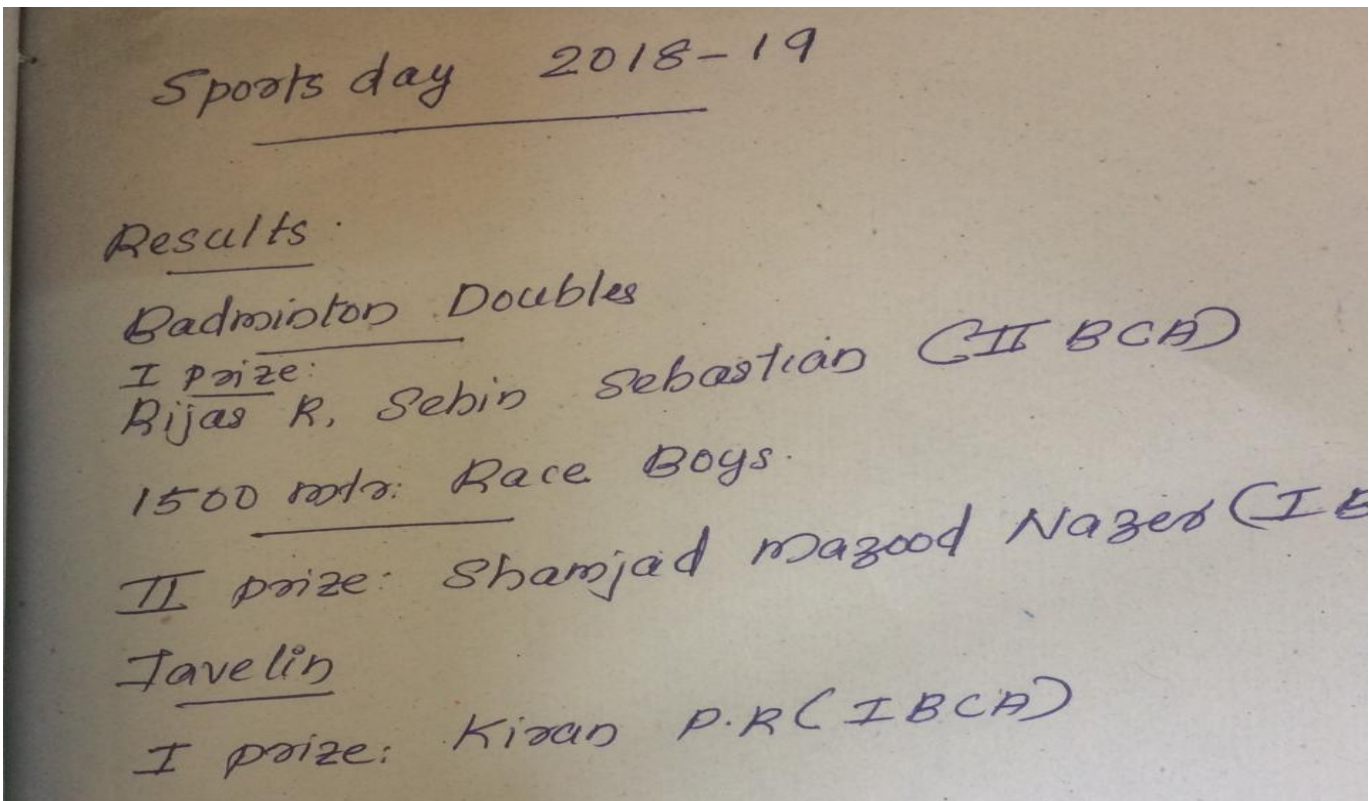 Sports day 2018-19
Results:
Badminton Doubles
I Prize:
Rijas R, Sebin Sebastian (II BCA)
1500 mtr: Race Boys.
II prize: Shamjad Mazood Nazer (I B
Javelin
I prize: Kiran P.R (I BCA)